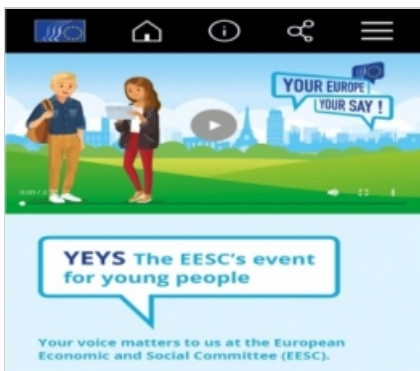 YOUR EUROPE
YOUR SAY !
YEYS The EESC's event
for young people
Your voice matters to us at the European
Economic and Social Committee (EESC).